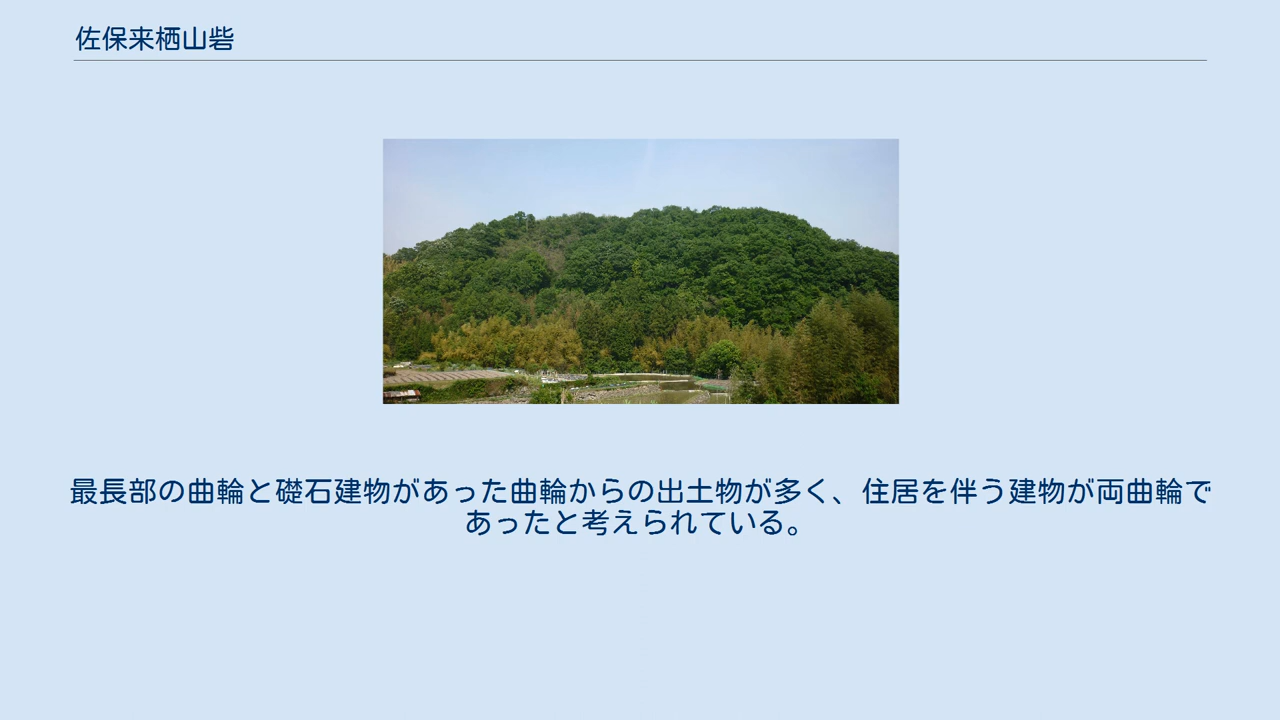 佐保来栖山砦
最長部の曲輪と礎石建物があった曲輪からの出土物が多く、住居を伴う建物が両曲輪で
あったと考えられている。